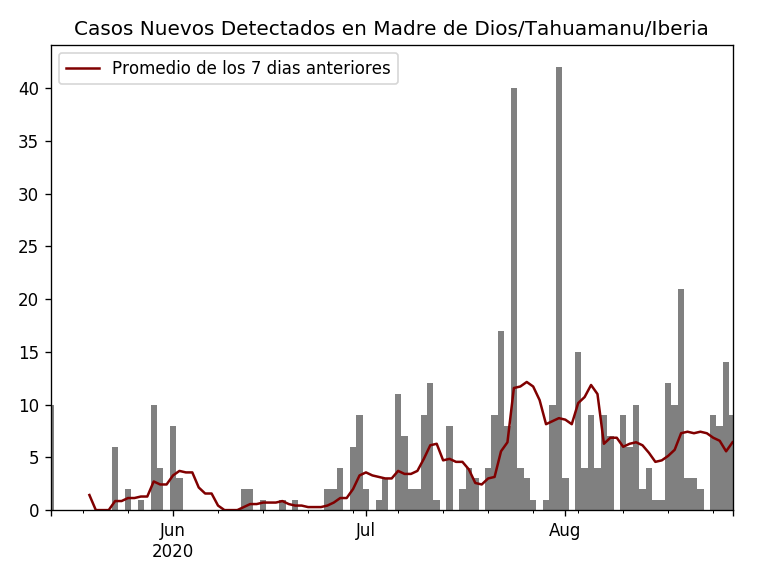 Casos Nuevos Detectados en Madre de Dios/Tahuamanu/Iberia
Promedio de los 7 dias anteriores
40
35
30
25
20
15
10
5
0
Jun
2020
Jul
Aug